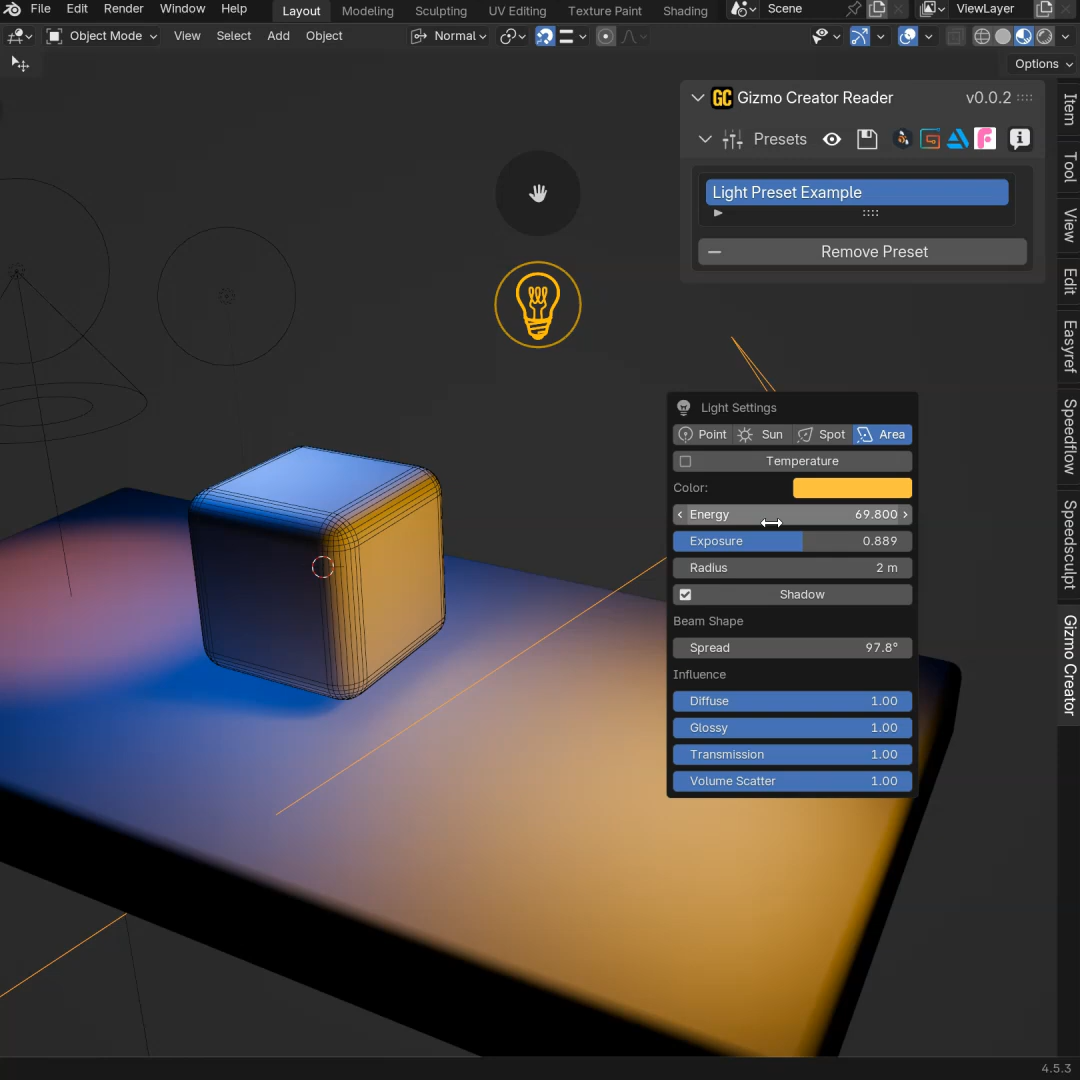 File Edit Render Window Help Layout Modeling Sculpting UV Editing Texture Paint Shading Scene ViewLayer
Object Mode View Select Add Object Normal
Options
GC Gizmo Creator Reader v0.0.2
Presets
Light Preset Example
Remove Preset
Item
Tool
View
Edit
Easyref
Speedflow
Speedsculpt
Gizmo Creator
Light Settings
Point Sun Spot Area
Temperature
Color:
Energy 69.800
Exposure 0.889
Radius 2 m
Shadow
Beam Shape
Spread 97.8°
Influence
Diffuse 1.00
Glossy 1.00
Transmission 1.00
Volume Scatter 1.00
4.5.3